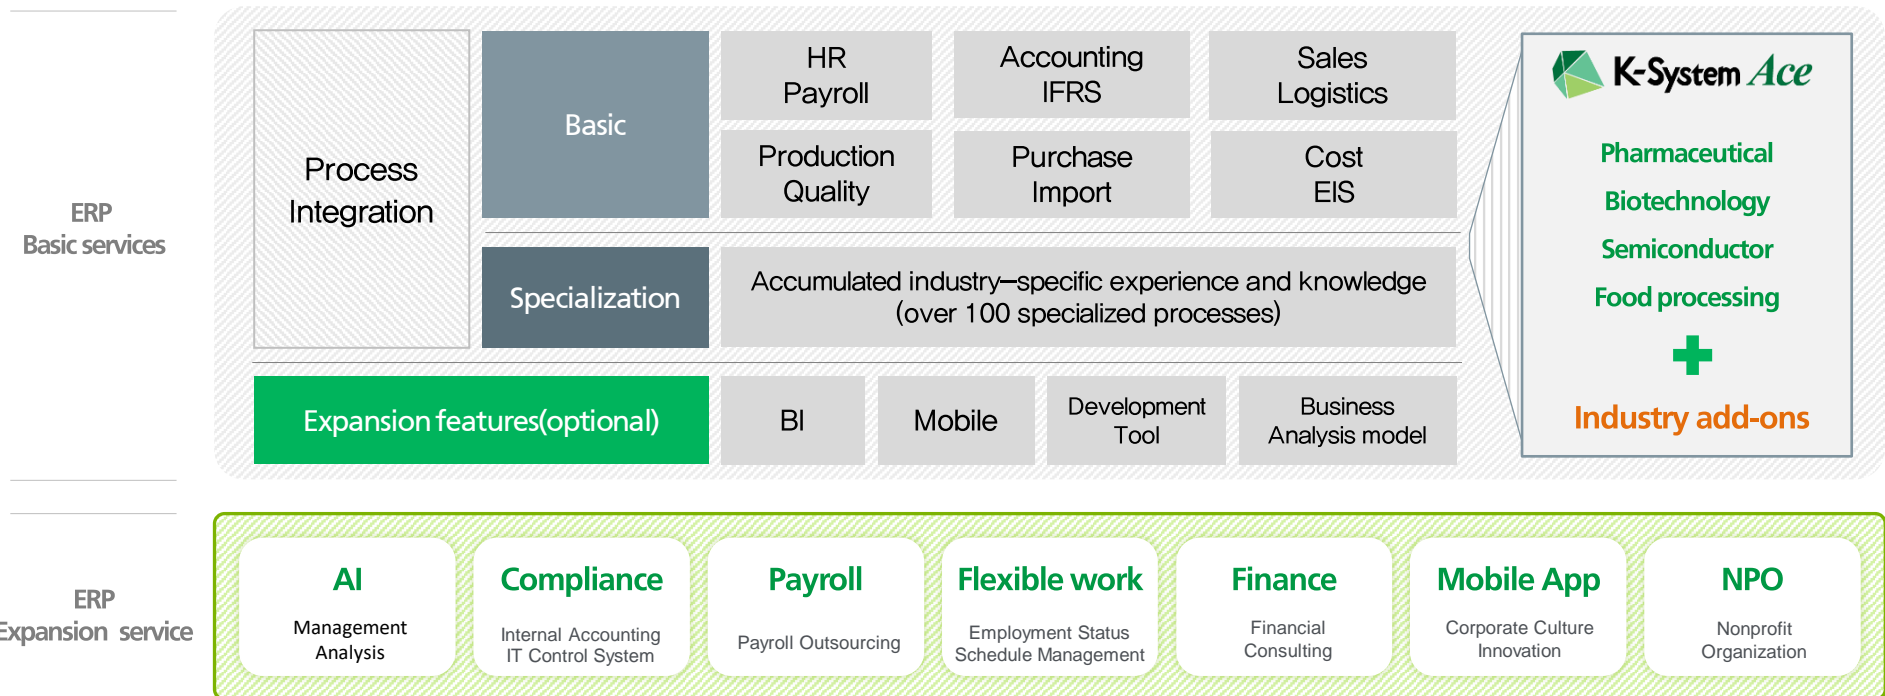 ERP
Basic services
Process
Integration
Basic
HR
Payroll
Accounting
IFRS
Sales
Logistics
Production
Quality
Purchase
Import
Cost
EIS
Specialization
Accumulated industry–specific experience and knowledge
(over 100 specialized processes)
Expansion features(optional)
BI
Mobile
Development
Tool
Business
Analysis model
K-System Ace
Pharmaceutical
Biotechnology
Semiconductor
Food processing
+
Industry add-ons
ERP
Expansion service
AI
Management
Analysis
Compliance
Internal Accounting
IT Control System
Payroll
Payroll Outsourcing
Flexible work
Employment Status
Schedule Management
Finance
Financial
Consulting
Mobile App
Corporate Culture
Innovation
NPO
Nonprofit
Organization